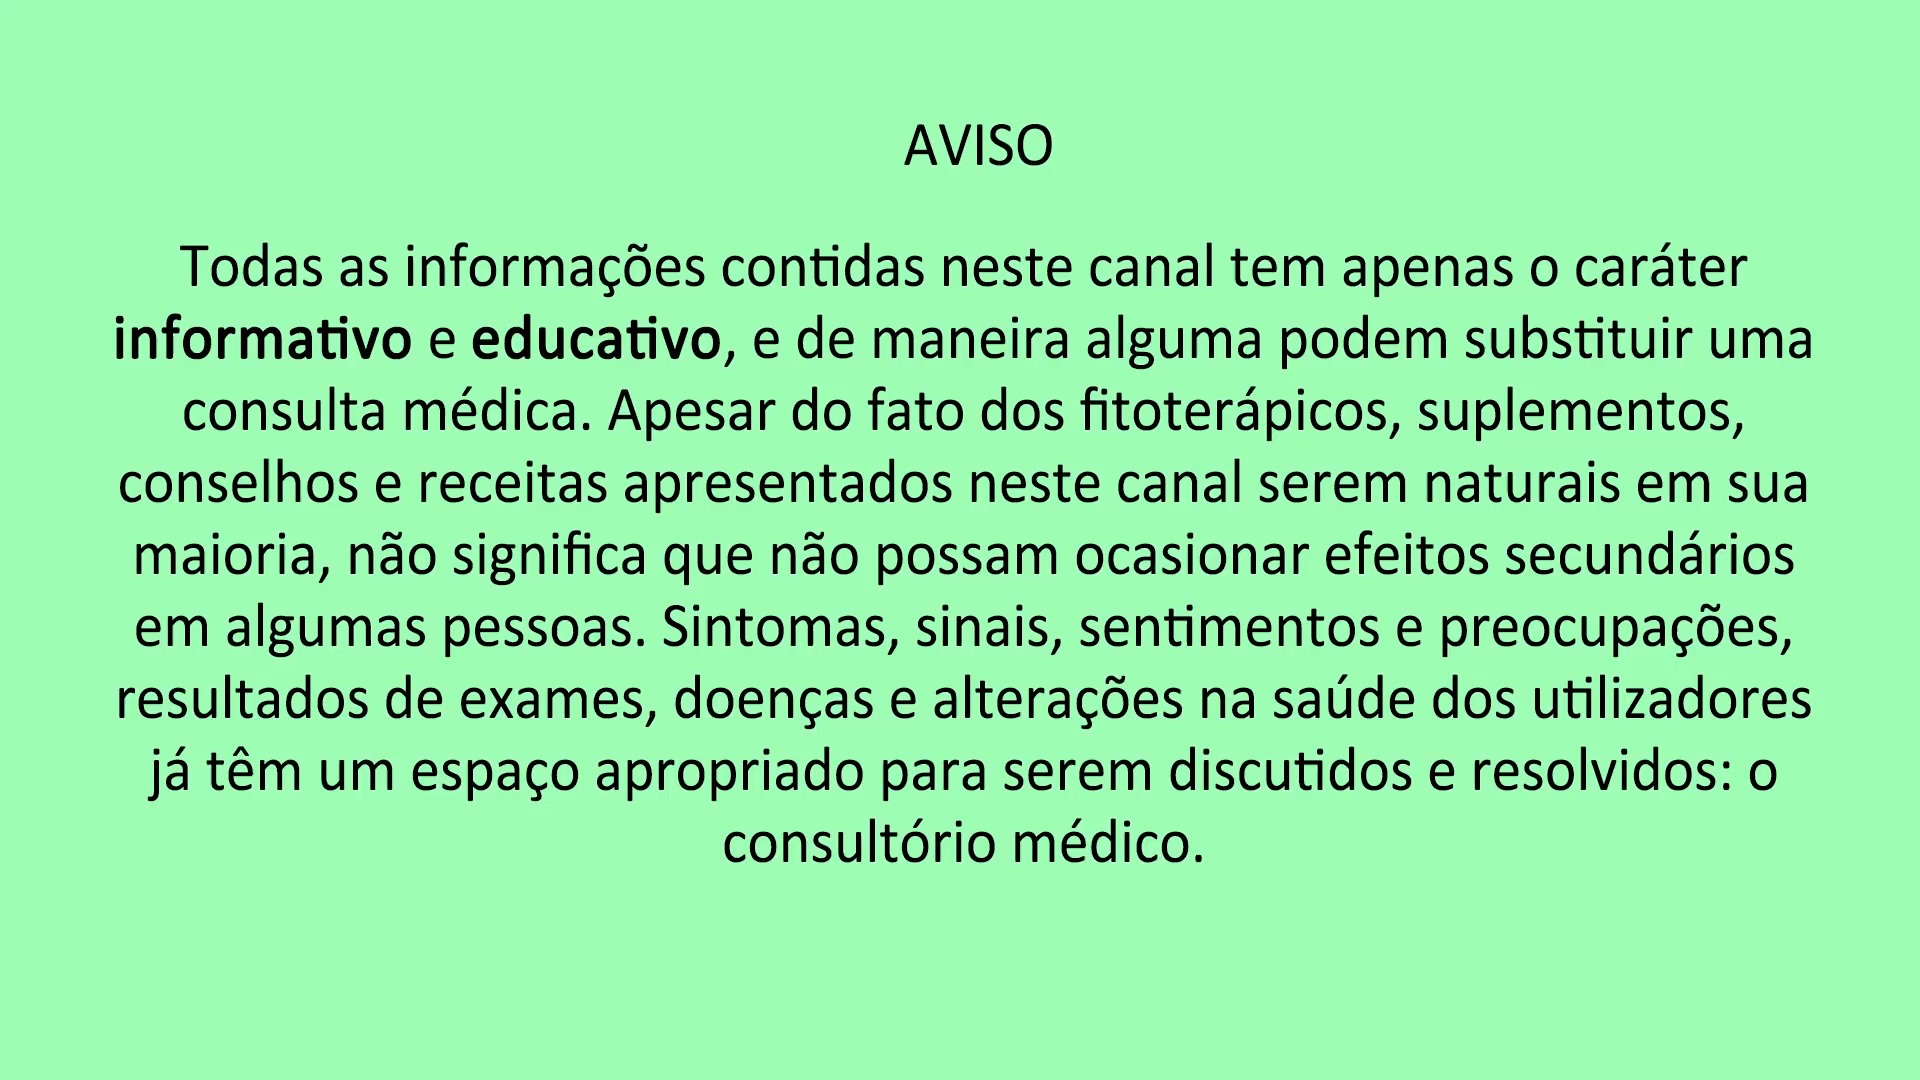 AVISO
Todas as informações contidas neste canal tem apenas o caráter
informativo e educativo, e de maneira alguma podem substituir uma
consulta médica. Apesar do fato dos fitoterápicos, suplementos,
conselhos e receitas apresentados neste canal serem naturais em sua
maioria, não significa que não possam ocasionar efeitos secundários
em algumas pessoas. Sintomas, sinais, sentimentos e preocupações,
resultados de exames, doenças e alterações na saúde dos utilizadores
já têm um espaço apropriado para serem discutidos e resolvidos: o
consultório médico.